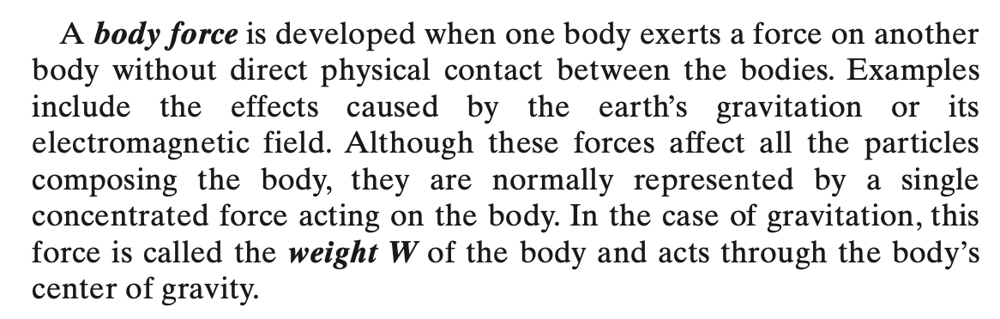 A body force is developed when one body exerts a force on another
body without direct physical contact between the bodies. Examples
include the effects caused by the earth's gravitation or its
electromagnetic field. Although these forces affect all the particles
composing the body, they are normally represented by a single
concentrated force acting on the body. In the case of gravitation, this
force is called the weight W of the body and acts through the body's
center of gravity.